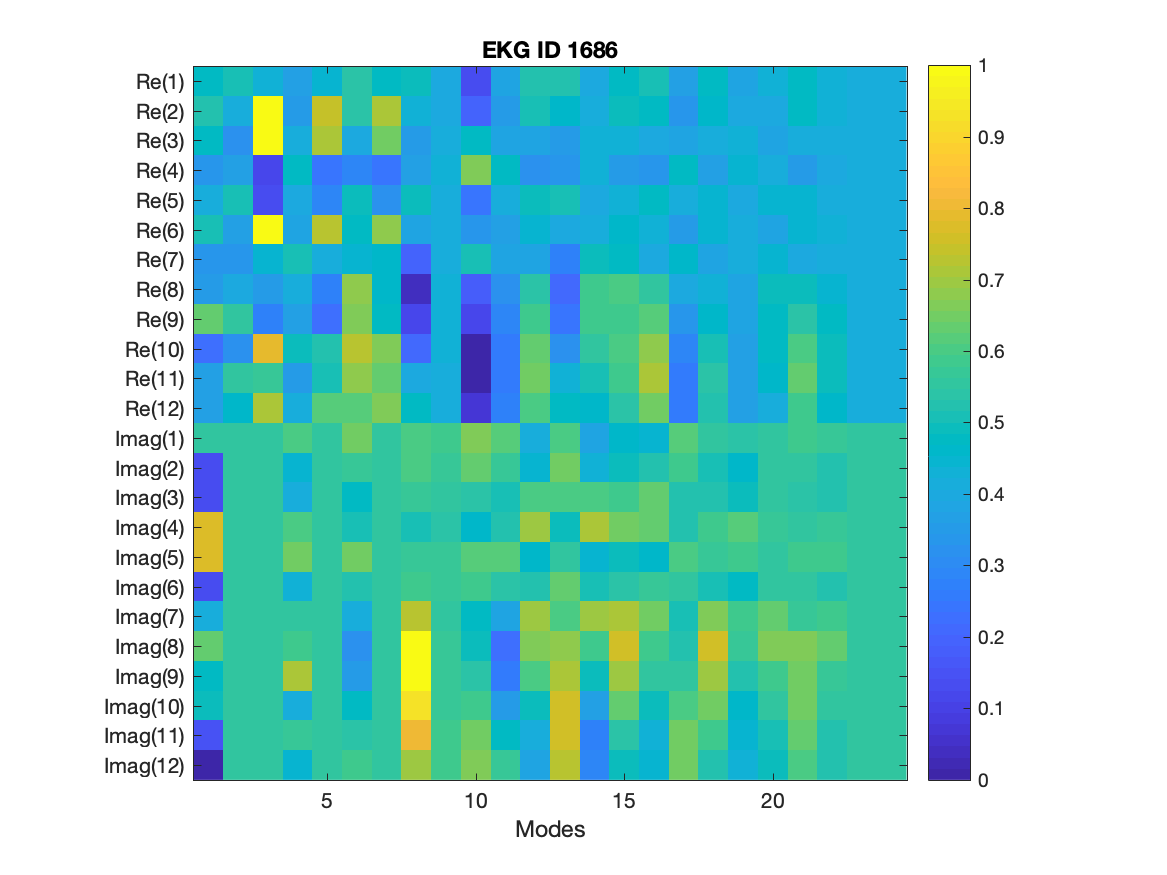 EKG ID 1686
Re(1)
Re(2)
Re(3)
Re(4)
Re(5)
Re(6)
Re(7)
Re(8)
Re(9)
Re(10)
Re(11)
Re(12)
Imag(1)
Imag(2)
Imag(3)
Imag(4)
Imag(5)
Imag(6)
Imag(7)
Imag(8)
Imag(9)
Imag(10)
Imag(11)
Imag(12)
5 10 15 20
Modes
1
0.9
0.8
0.7
0.6
0.5
0.4
0.3
0.2
0.1
0